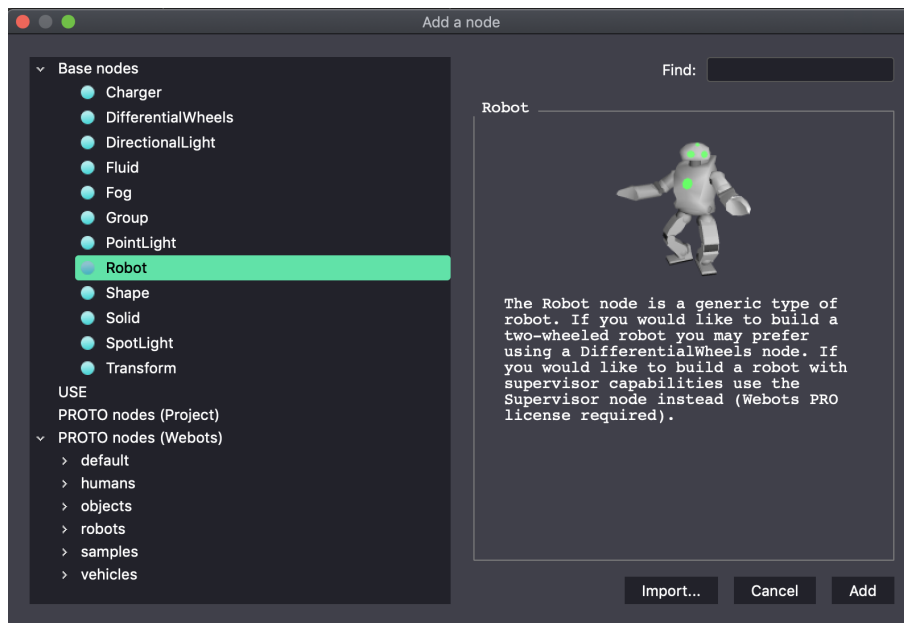 Add a node
Base nodes
Charger
DifferentialWheels
DirectionalLight
Fluid
Fog
Group
PointLight
Robot
Shape
Solid
SpotLight
Transform
USE
PROTO nodes (Project)
PROTO nodes (Webots)
default
humans
objects
robots
samples
vehicles
Find:
Robot
The Robot node is a generic type of
robot. If you would like to build a
two-wheeled robot you may prefer
using a DifferentialWheels node. If
you would like to build a robot with
supervisor capabilities use the
Supervisor node instead (Webots PRO
license required).
Import...
Cancel
Add